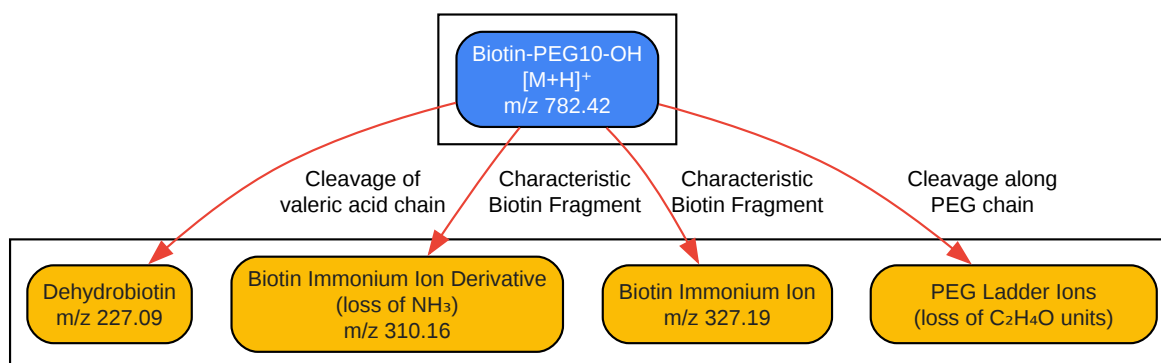 Biotin-PEG10-OH
[M+H]⁺
m/z 782.42
Cleavage of
valeric acid chain
Characteristic
Biotin Fragment
Characteristic
Biotin Fragment
Cleavage along
PEG chain
Dehydrobiotin
m/z 227.09
Biotin Immonium Ion Derivative
(loss of NH₃)
m/z 310.16
Biotin Immonium Ion
m/z 327.19
PEG Ladder Ions
(loss of C₂H₄O units)